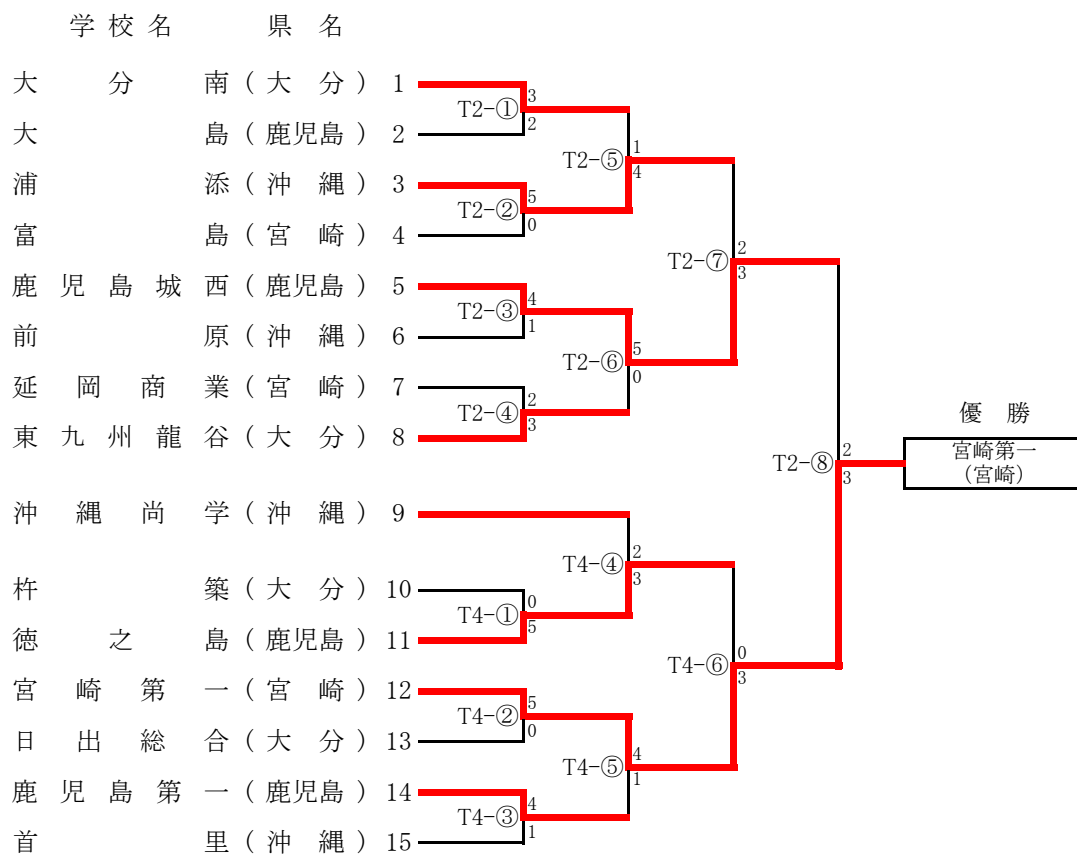 学校名 県名
大分南(大分) 1
大島(鹿児島) 2
浦添(沖縄) 3
富島(宮崎) 4
鹿児島城西(鹿児島) 5
前原(沖縄) 6
延岡商業(宮崎) 7
東九州龍谷(大分) 8
沖縄尚学(沖縄) 9
杵築(大分) 10
徳之島(鹿児島) 11
宮崎第一(宮崎) 12
日出総合(大分) 13
鹿児島第一(鹿児島) 14
首里(沖縄) 15
T2-① 3
2
T2-② 5
0
T2-③ 4
1
T2-④ 2
3
T4-① 0
5
T4-② 5
0
T4-③ 4
1
T2-⑤ 1
4
T2-⑥ 5
0
T4-④ 2
3
T4-⑤ 4
1
T2-⑦ 2
3
T4-⑥ 0
3
T2-⑧ 2
3
優勝
宮崎第一
(宮崎)